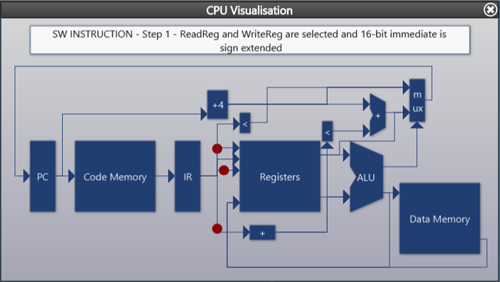 CPU Visualisation
SW INSTRUCTION - Step 1 - ReadReg and WriteReg are selected and 16-bit immediate is
sign extended
+4
m
ux
<
+
<
PC
Code Memory
IR
Registers
ALU
+
Data Memory